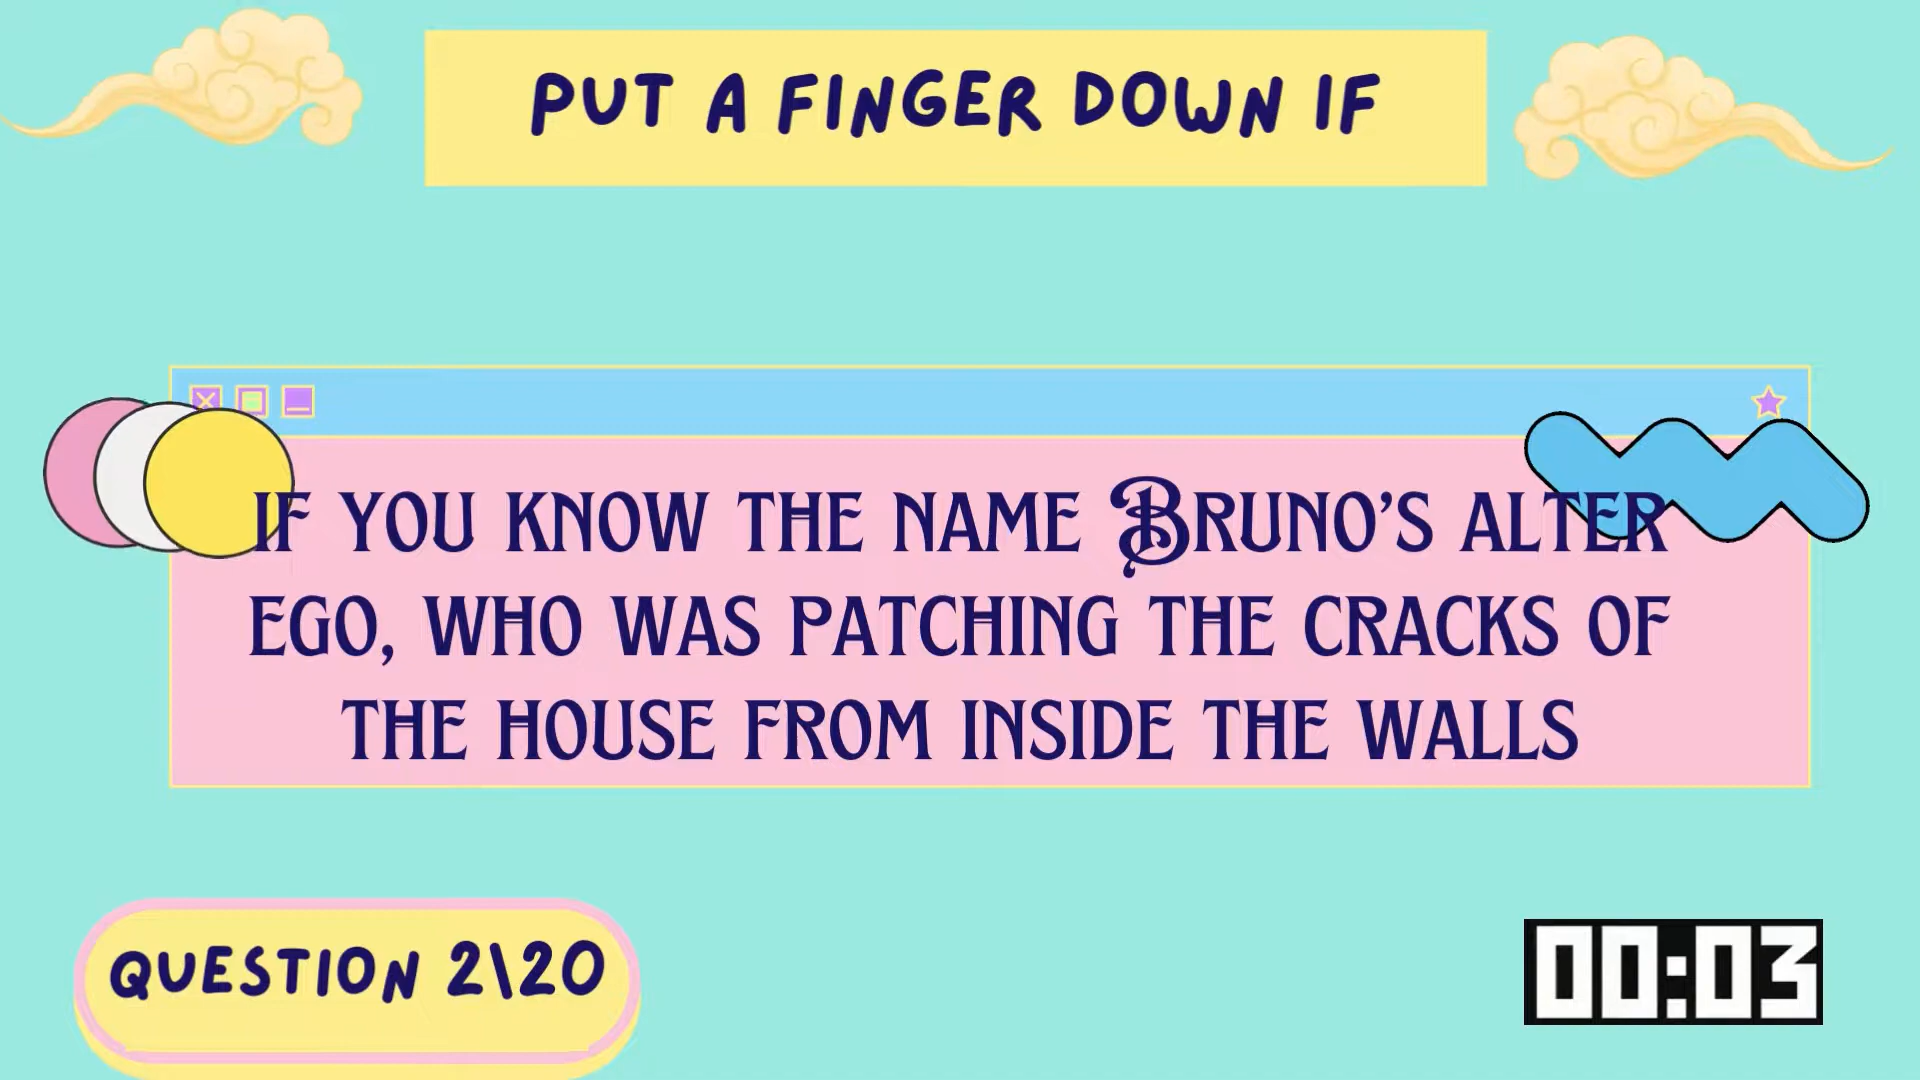 PUT A FINGER DOWN IF
IF YOU KNOW THE NAME BRUNO'S ALTER
EGO, WHO WAS PATCHING THE CRACKS OF
THE HOUSE FROM INSIDE THE WALLS
QUESTION 2\20
00:03